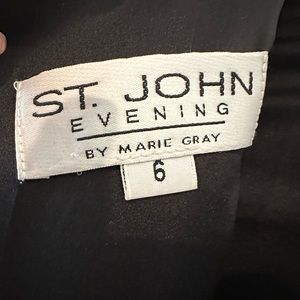 ST. JOHN
EVENING
BY MARIE GRAY
6